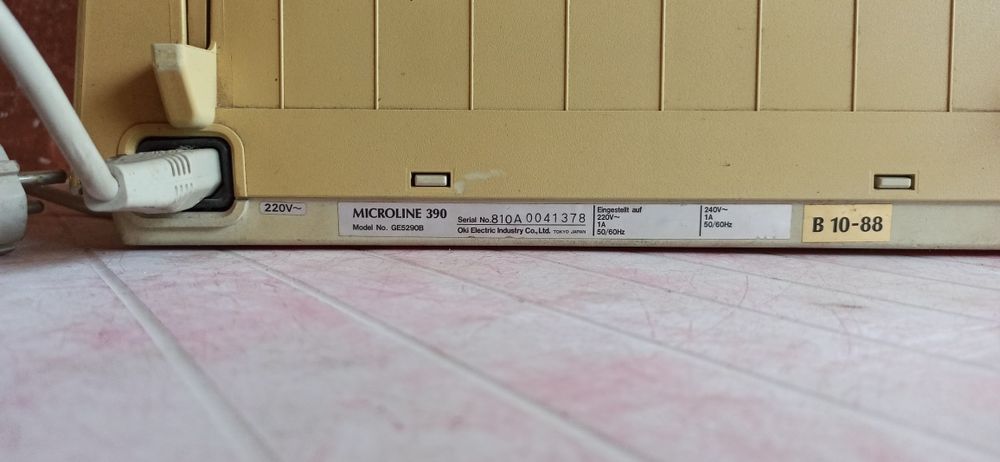 220V~
MICROLINE 390
Model No. GE5290B
Serial No. 810A 0041378
Oki Electric Industry Co., Ltd. TOKYO JAPAN
Eingestellt auf
220V~
1A
50/60Hz
240V~
1A
50/60Hz
B 10-88